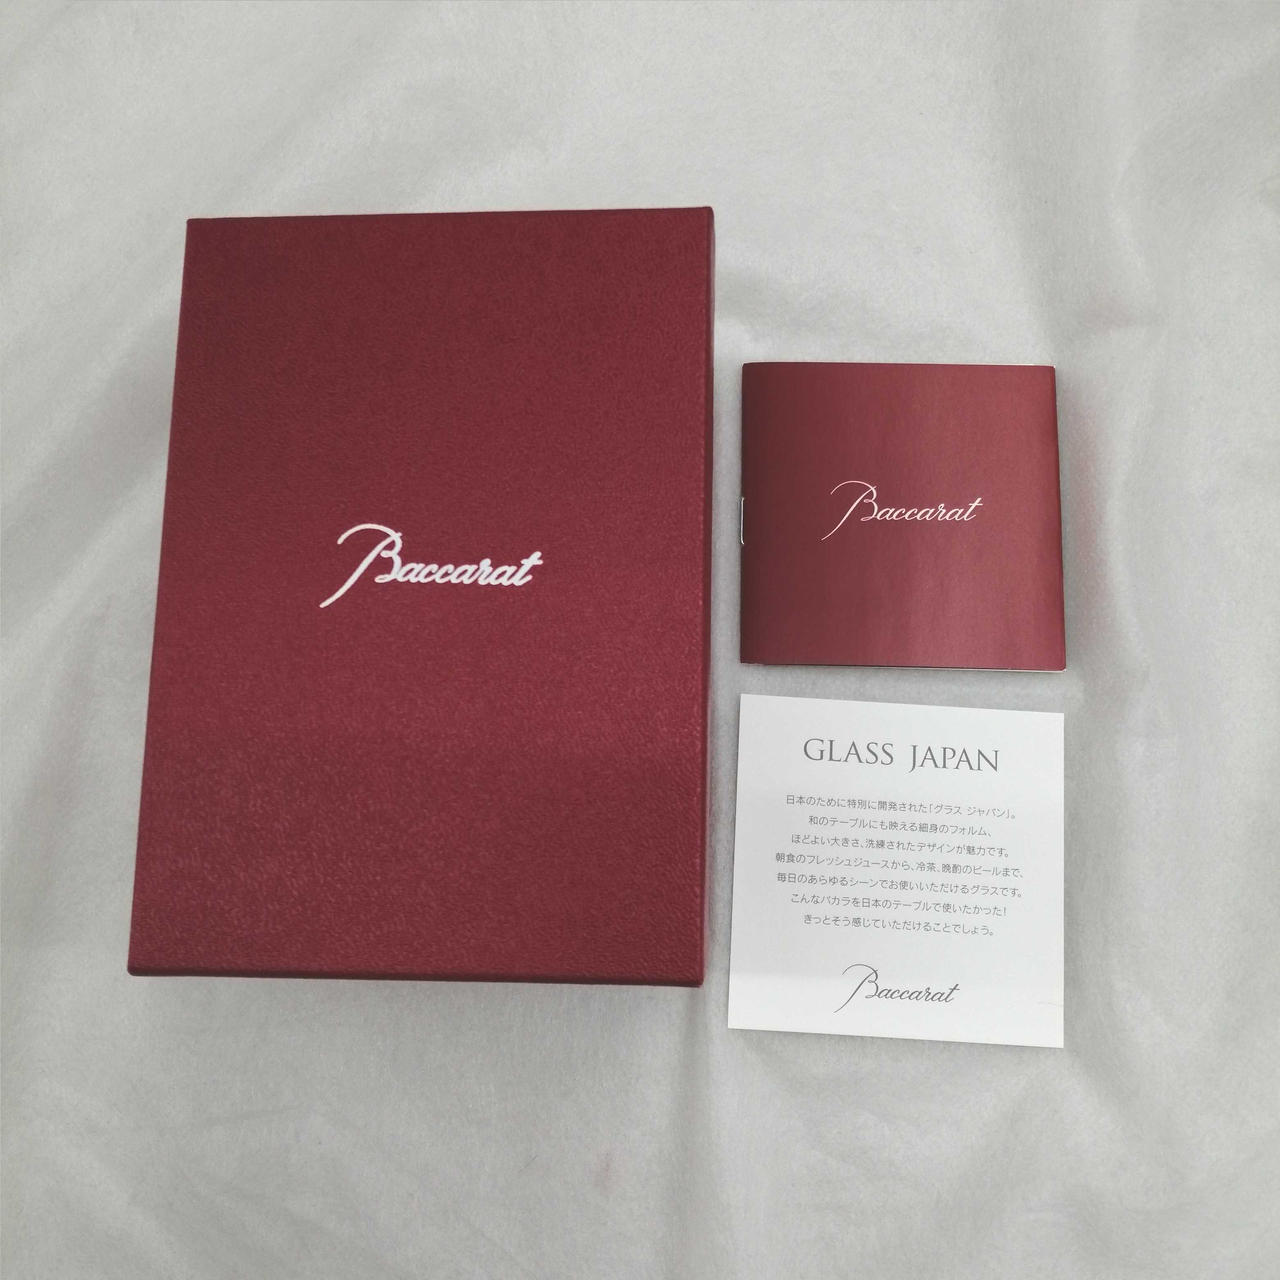 Baccarat
Baccarat
GLASS JAPAN
日本のために特別に開発された「グラス ジャパン」。
和のテーブルにも映える細身のフォルム、
ほどよい大きさ、洗練されたデザインが魅力です。
朝食のフレッシュジュースから、冷茶、晩酌のビールまで、
毎日のあらゆるシーンでお使いいただけるグラスです。
こんなバカラを日本のテーブルで使いたかった!
きっとそう感じていただけることでしょう。
Baccarat